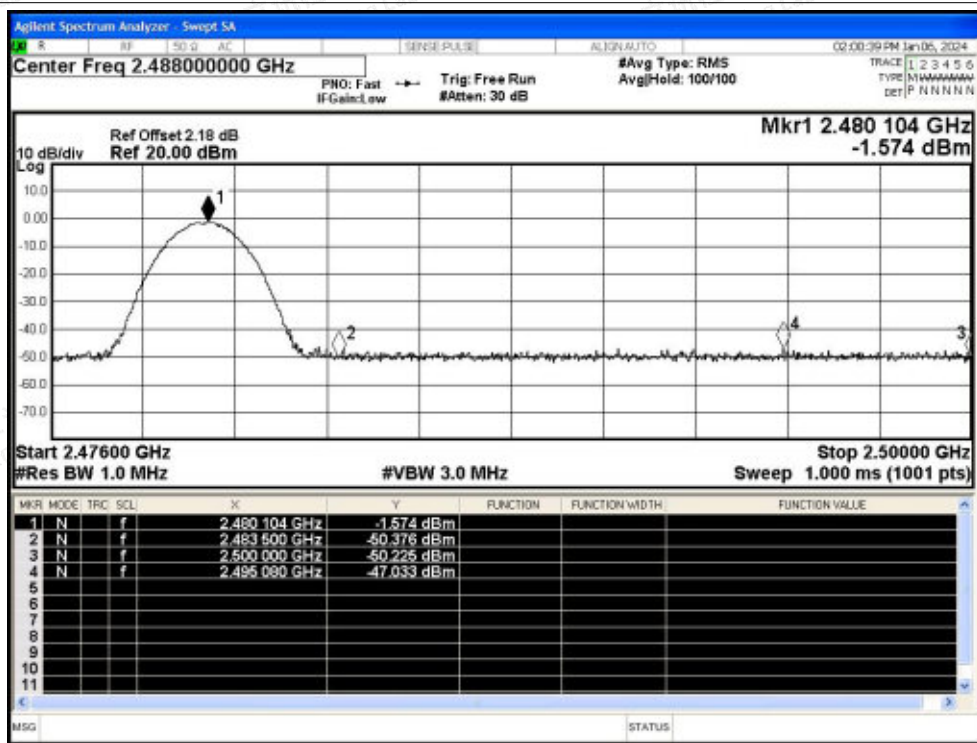 Agilent Spectrum Analyzer - Swept SA
R RF 50 Ω AC SENSE:PULSE ALIGN AUTO 02:00:39 PM Jan 06, 2024
Center Freq 2.488000000 GHz #Avg Type: RMS TRACE 1 2 3 4 5 6
PNO: Fast Trig: Free Run Avg|Hold: 100/100 TYPE M WWWWW
IFGain:Low #Atten: 30 dB DET P N N N N N
Mkr1 2.480 104 GHz
-1.574 dBm
Ref Offset 2.18 dB
10 dB/div Ref 20.00 dBm
Log
10.0
0.00
-10.0
-20.0
-30.0
-40.0
-50.0
-60.0
-70.0
1
2
4
3
Start 2.47600 GHz Stop 2.50000 GHz
#Res BW 1.0 MHz #VBW 3.0 MHz Sweep 1.000 ms (1001 pts)
MKR MODE TRC SCL X Y FUNCTION FUNCTION WIDTH FUNCTION VALUE
1 N f 2.480 104 GHz -1.574 dBm
2 N f 2.483 500 GHz -50.376 dBm
3 N f 2.500 000 GHz -50.225 dBm
4 N f 2.495 080 GHz -47.033 dBm
5
6
7
8
9
10
11
MSG STATUS